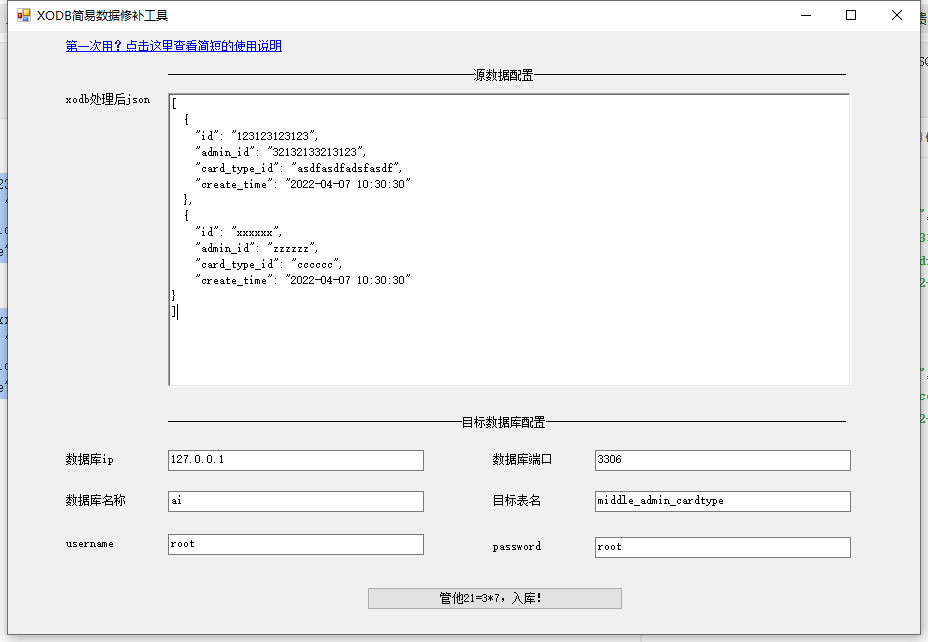 XODB简易数据修补工具
第一次用？点击这里查看简短的使用说明
源数据配置
xodb处理后json
[
{
"id": "123123123123",
"admin_id": "32132133213123",
"card_type_id": "asdfasdfadsfasdf",
"create_time": "2022-04-07 10:30:30"
},
{
"id": "xxxxxx",
"admin_id": "zzzzzz",
"card_type_id": "cccccc",
"create_time": "2022-04-07 10:30:30"
}
]
目标数据库配置
数据库ip 127.0.0.1 数据库端口 3306
数据库名称 ai 目标表名 middle_admin_cardtype
username root password root
管他21=3*7，入库！